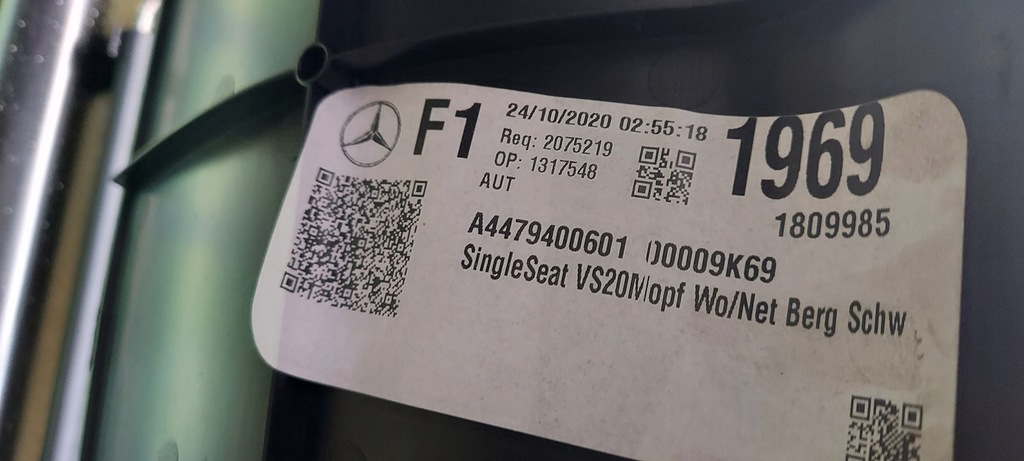 F1
24/10/2020 02:55:18
Req: 2075219
OP: 1317548
AUT
1969
1809985
A4479400601 00009K69
SingleSeat VS20Mopf Wo/Net Berg Schw